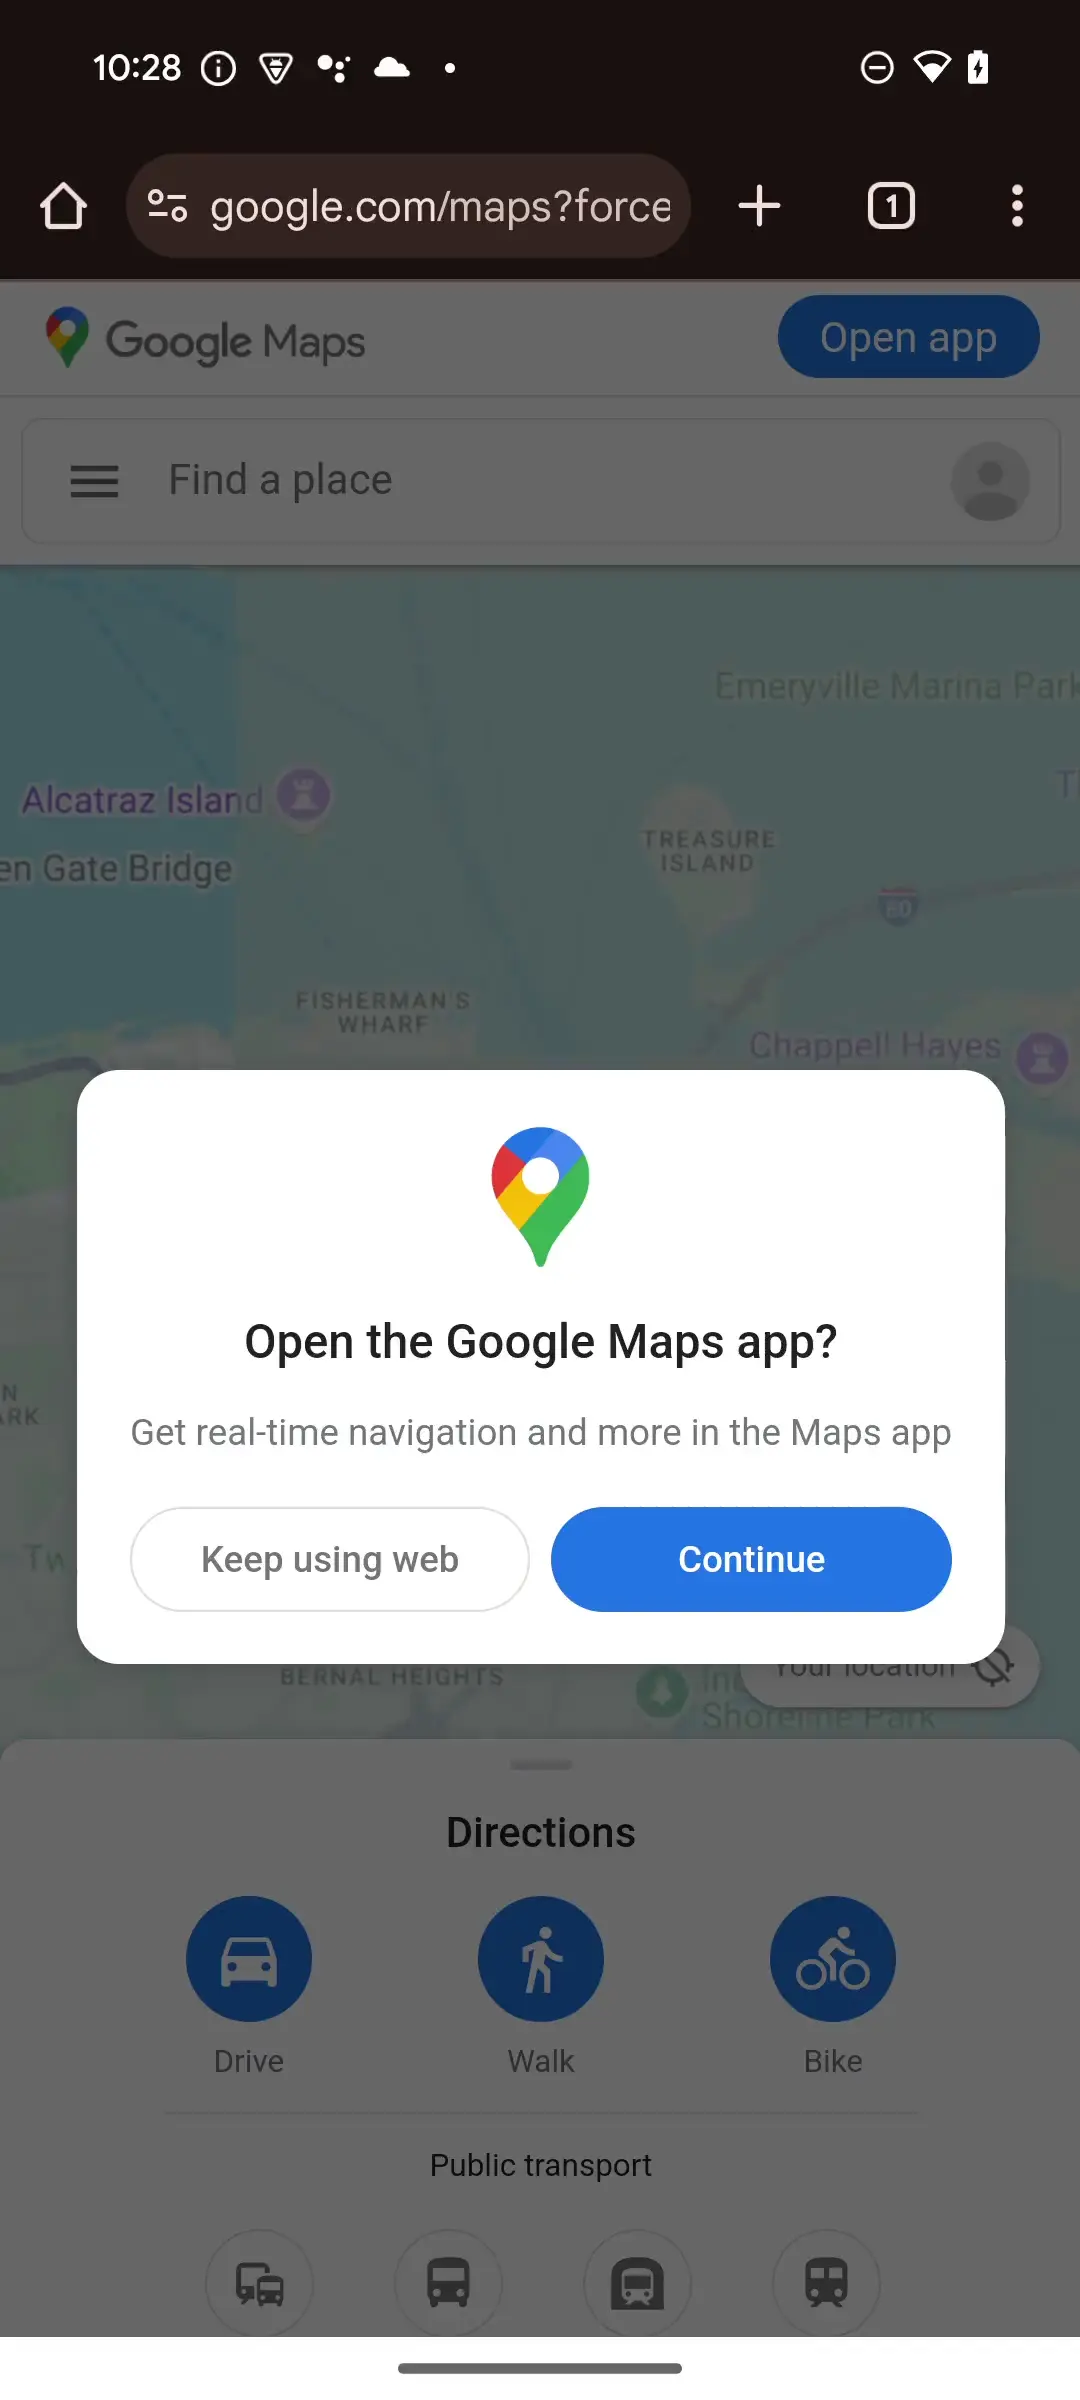 10:28
google.com/maps?force
1
Google Maps
Open app
Find a place
Emeryville Marina Park
Alcatraz Island
T
en Gate Bridge
TREASURE
ISLAND
80
FISHERMAN'S
WHARF
Chappell Hayes
Open the Google Maps app?
N
ARK
Get real-time navigation and more in the Maps app
Tw
Keep using web
Continue
Your location
BERNAL HEIGHTS
In
Shoreline Park
Directions
Drive
Walk
Bike
Public transport